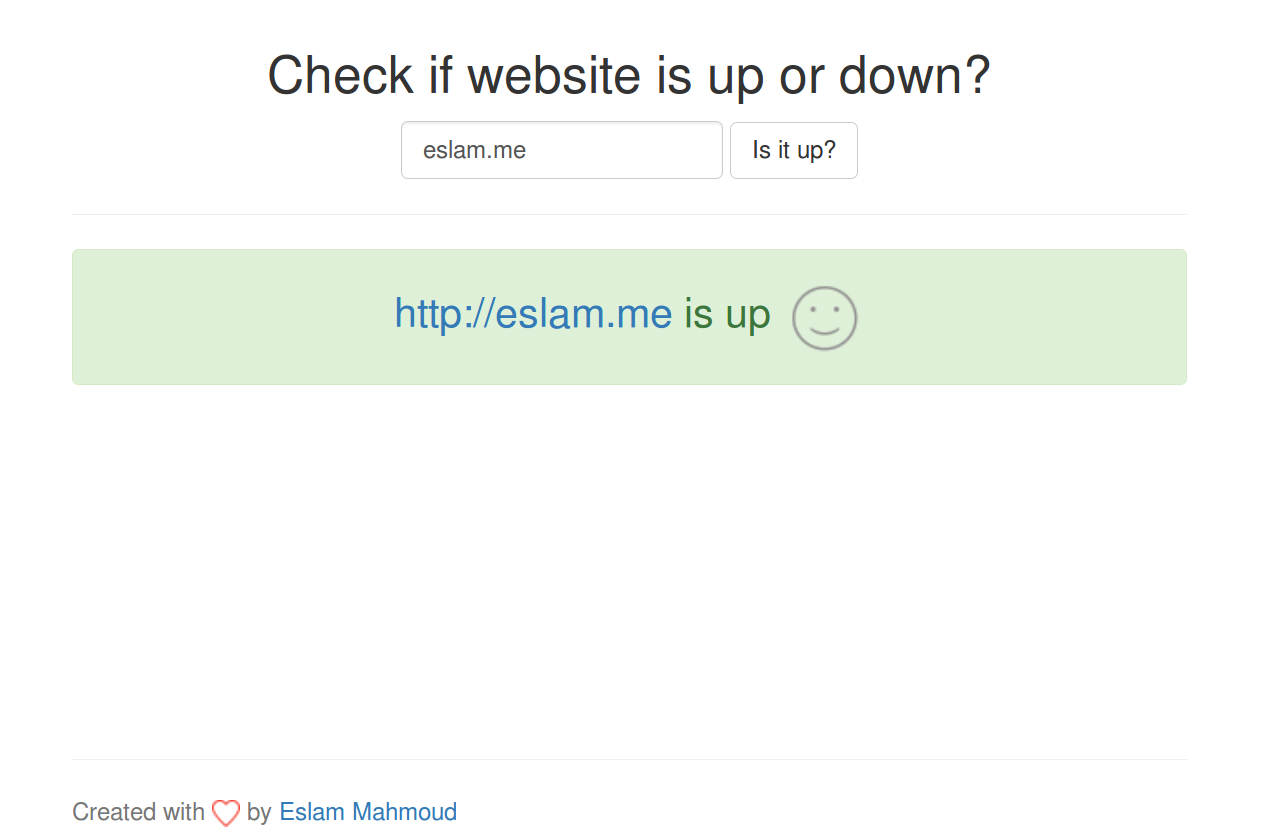 Check if website is up or down?
eslam.me Is it up?
http://eslam.me is up
Created with by Eslam Mahmoud